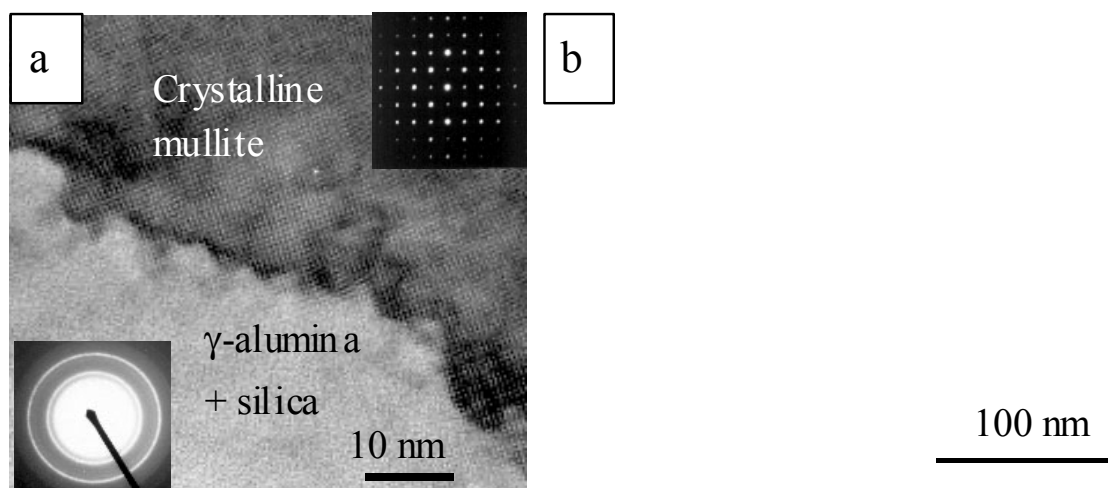 a
Crystalline
mullite
γ-alumina
+ silica
10 nm
b
100 nm